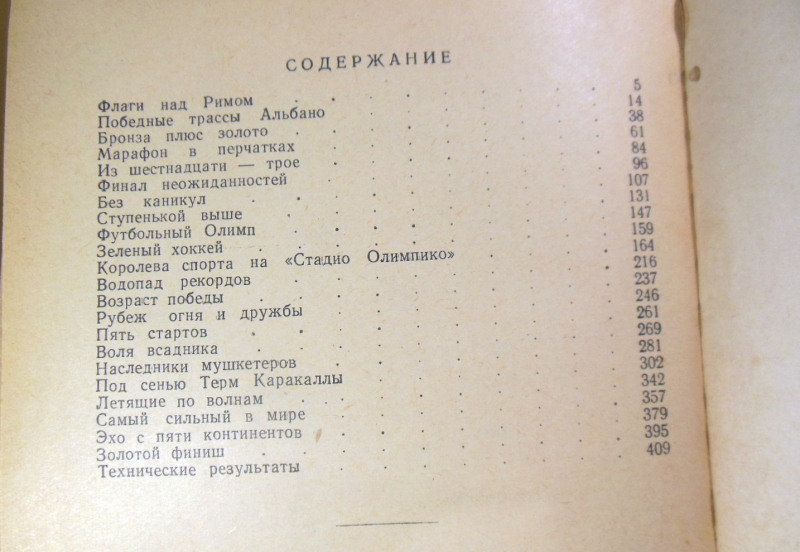 СОДЕРЖАНИЕ
Флаги над Римом . . . . . . . . 5
Победные трассы Альбано . . . . . . 14
Бронза плюс золото . . . . . . . 38
Марафон в перчатках . . . . . . . 61
Из шестнадцати — трое . . . . . . . 84
Финал неожиданностей . . . . . . . 96
Без каникул . . . . . . . . 107
Ступенькой выше . . . . . . . . 131
Футбольный Олимп . . . . . . . . 147
Зеленый хоккей . . . . . . . . 159
Королева спорта на «Стадио Олимпико» . . . . 164
Водопад рекордов . . . . . . . . 216
Возраст победы . . . . . . . . 237
Рубеж огня и дружбы . . . . . . . 246
Пять стартов . . . . . . . . 261
Воля всадника . . . . . . . . 269
Наследники мушкетеров . . . . . . . 281
Под сенью Терм Каракаллы . . . . . . 302
Летящие по волнам . . . . . . . . 342
Самый сильный в мире . . . . . . . 357
Эхо с пяти континентов . . . . . . . 379
Золотой финиш . . . . . . . . 395
Технические результаты . . . . . . . 409